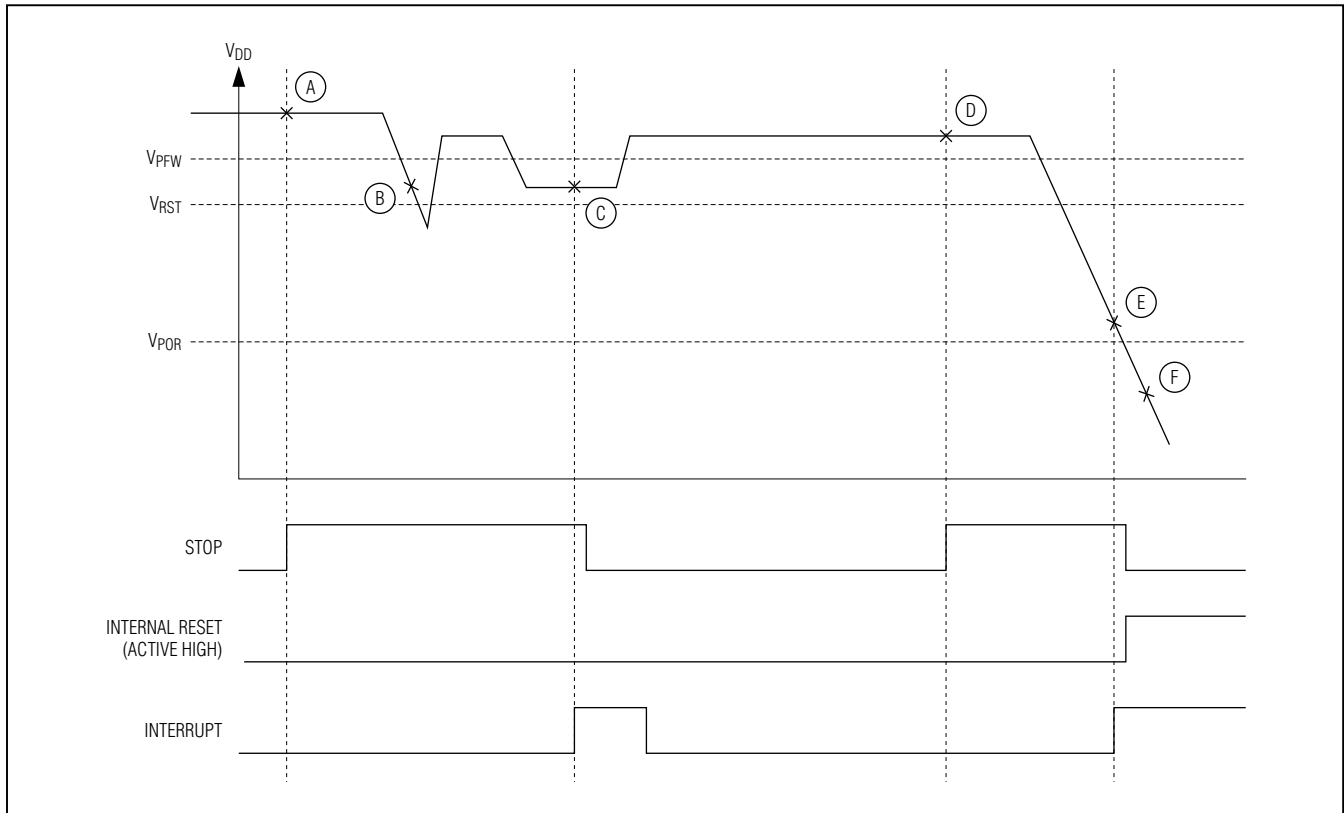 VDD
A
D
VPFW
B
VRST
C
E
VPOR
F
STOP
INTERNAL RESET
(ACTIVE HIGH)
INTERRUPT